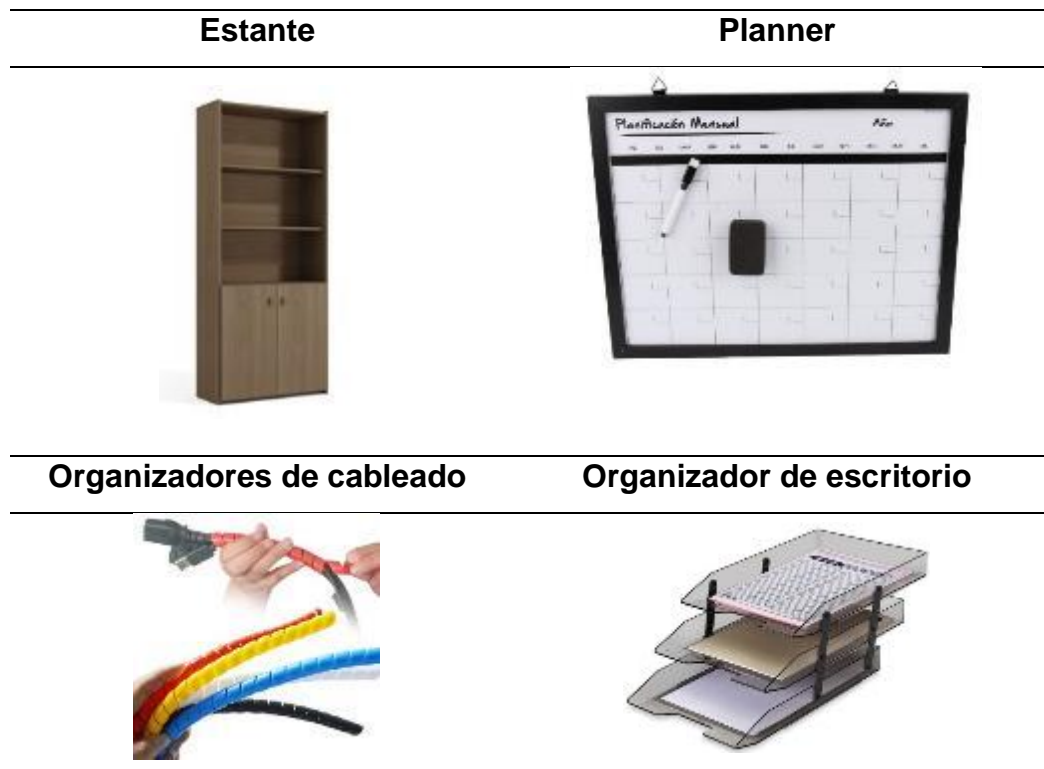 Estante
Planner
Planificación Mensual
Año
Organizadores de cableado
Organizador de escritorio